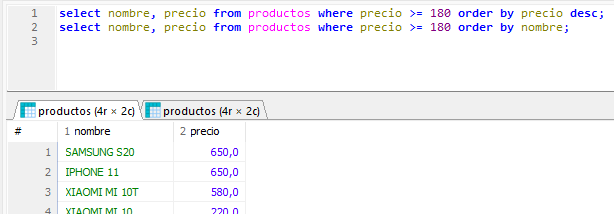 1 select nombre, precio from productos where precio >= 180 order by precio desc;
2 select nombre, precio from productos where precio >= 180 order by nombre;
3
productos (4r × 2c) productos (4r × 2c)
# 1 nombre 2 precio
1 SAMSUNG S20 650,0
2 IPHONE 11 650,0
3 XIAOMI MI 10T 580,0
4 XIAOMI MI 10 220,0